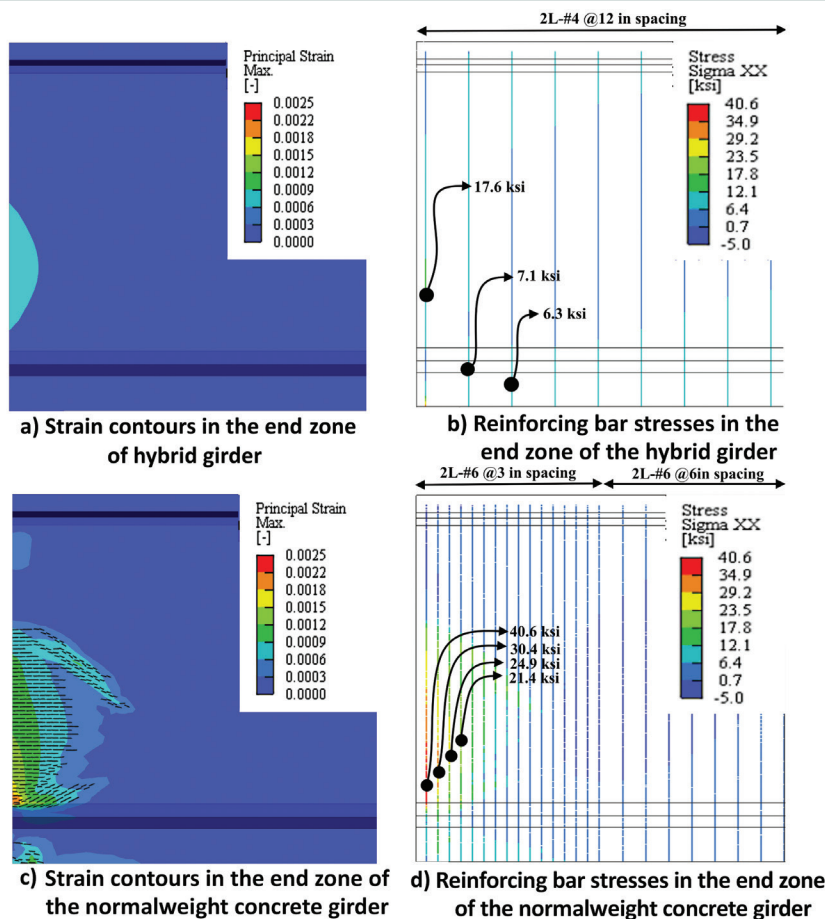 Principal Strain
Max.
[-]
0.0025
0.0022
0.0018
0.0015
0.0012
0.0009
0.0006
0.0003
0.0000
a) Strain contours in the end zone
of hybrid girder
2L-#4 @12 in spacing
Stress
Sigma XX
[ksi]
40.6
34.9
29.2
23.5
17.8
12.1
6.4
0.7
-5.0
17.6 ksi
7.1 ksi
6.3 ksi
b) Reinforcing bar stresses in the
end zone of the hybrid girder
Principal Strain
Max.
[-]
0.0025
0.0022
0.0018
0.0015
0.0012
0.0009
0.0006
0.0003
0.0000
c) Strain contours in the end zone of
the normalweight concrete girder
2L-#6 @3 in spacing
2L-#6 @6in spacing
Stress
Sigma XX
[ksi]
40.6
34.9
29.2
23.5
17.8
12.1
6.4
0.7
-5.0
40.6 ksi
30.4 ksi
24.9 ksi
21.4 ksi
d) Reinforcing bar stresses in the end zone
of the normalweight concrete girder